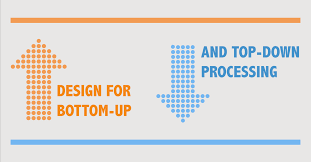 DESIGN FOR
BOTTOM-UP
AND TOP-DOWN
PROCESSING